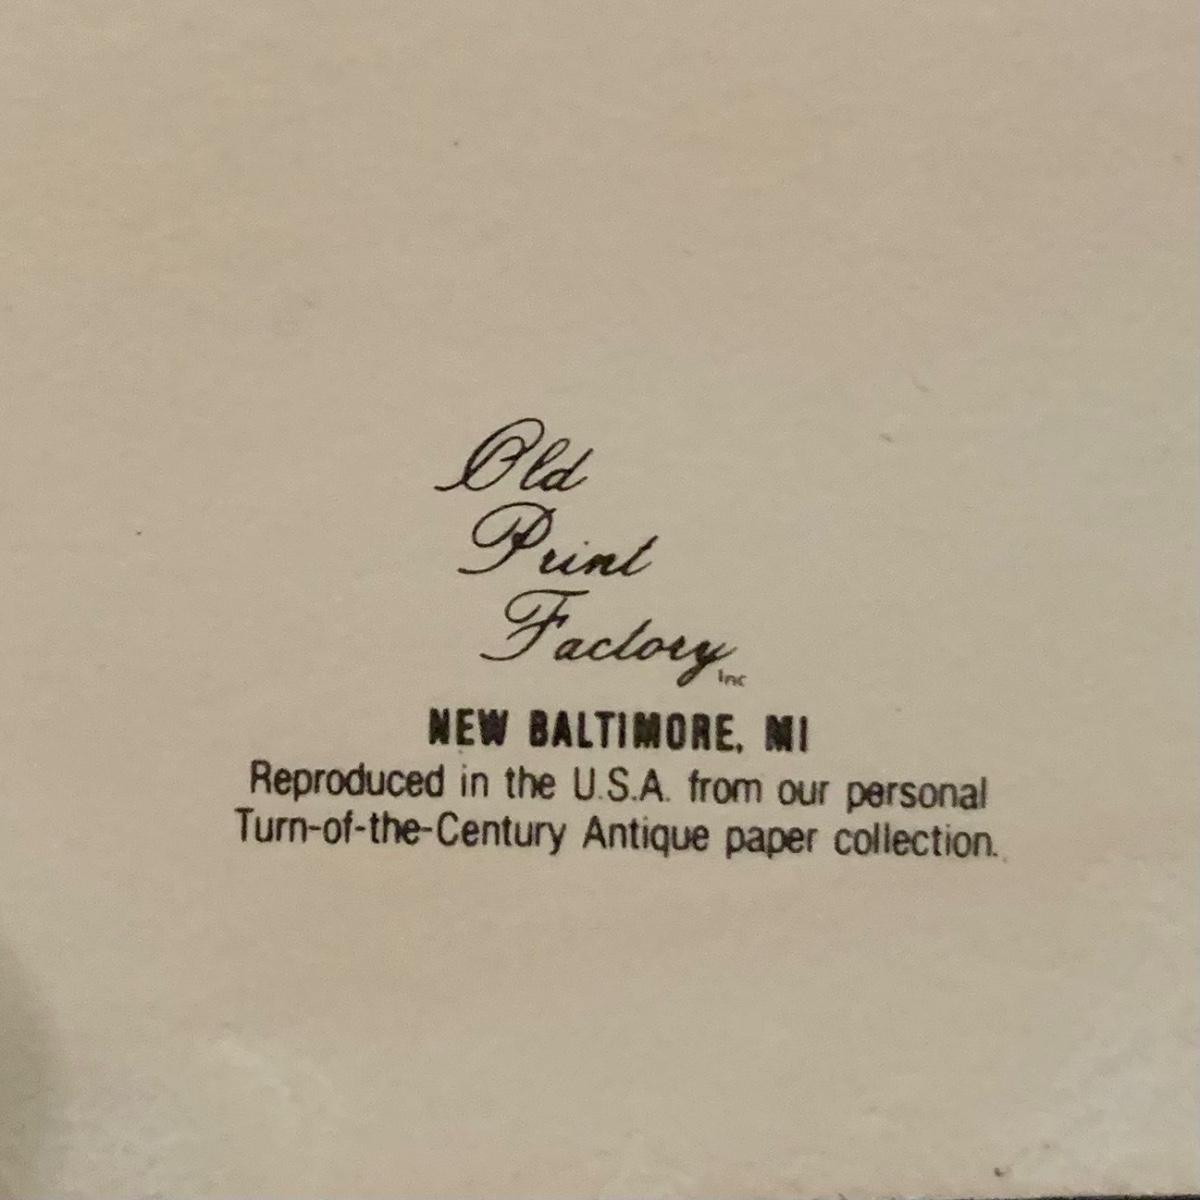 Old
Print
Factory Inc
NEW BALTIMORE, MI
Reproduced in the U.S.A. from our personal
Turn-of-the-Century Antique paper collection.